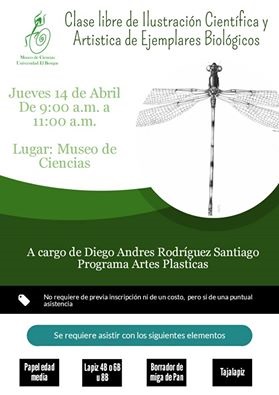 Clase libre de Ilustración Científica y
Artistica de Ejemplares Biológicos
Museo de Ciencias
Universidad El Bosque
Jueves 14 de Abril
De 9:00 a.m. a
11:00 a.m.
Lugar: Museo de
Ciencias
A cargo de Diego Andres Rodríguez Santiago
Programa Artes Plasticas
No requiere de previa inscripción ni de un costo, pero si de una puntual
asistencia
Se requiere asistir con los siguientes elementos
Papel edad
media
Lapiz 4B o 6B
u 8B
Borrador de
miga de Pan
Tajalapiz